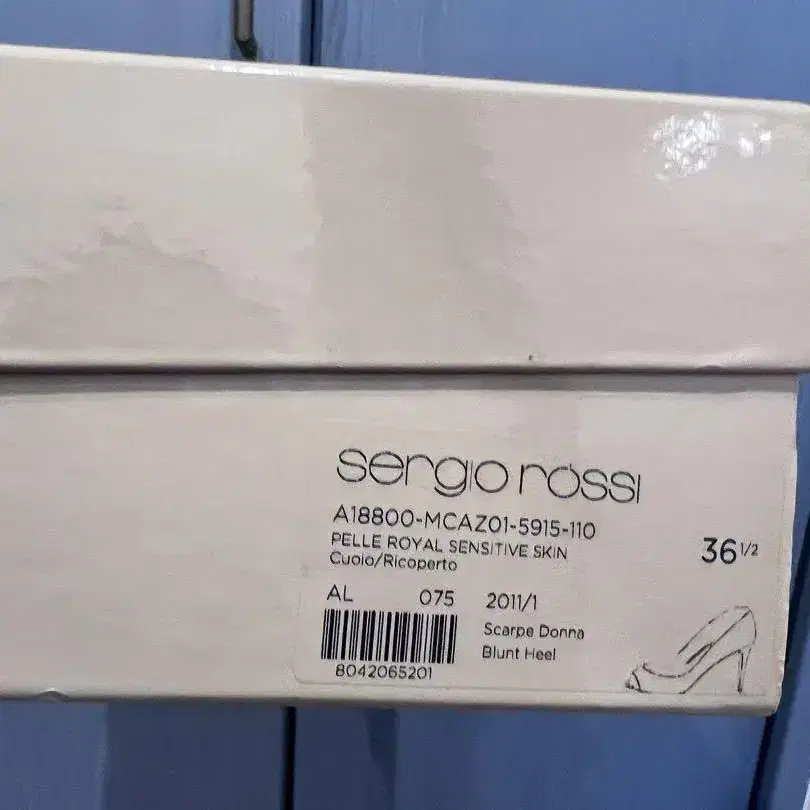 sergio rossi
A18800-MCAZ01-5915-110
PELLE ROYAL SENSITIVE SKIN
Cuoio/Ricoperto
36 1/2
AL 075 2011/1
Scarpe Donna
Blunt Heel
8042065201